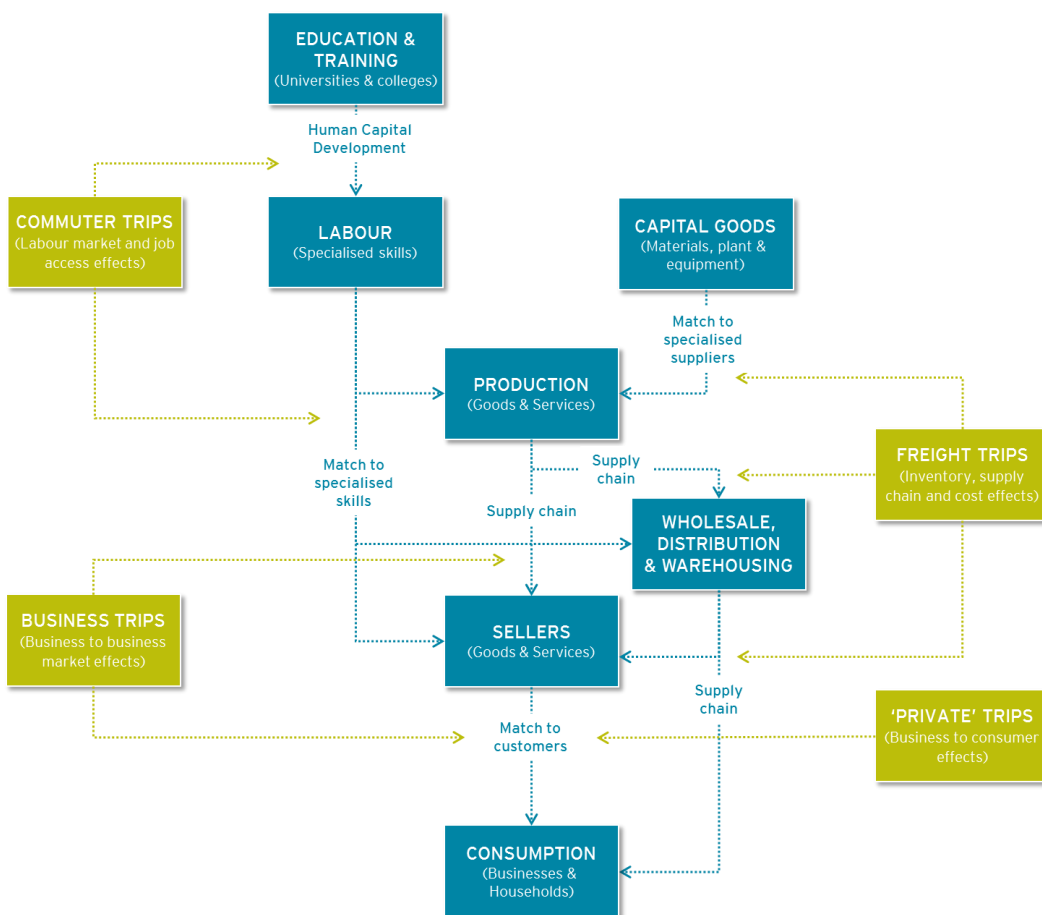 EDUCATION &
TRAINING
(Universities & colleges)
Human Capital
Development
COMMUTER TRIPS
(Labour market and job
access effects)
LABOUR
(Specialised skills)
CAPITAL GOODS
(Materials, plant &
equipment)
Match to
specialised
suppliers
PRODUCTION
(Goods & Services)
FREIGHT TRIPS
(Inventory, supply
chain and cost effects)
Match to
specialised
skills
Supply
chain
Supply chain
WHOLESALE,
DISTRIBUTION
& WAREHOUSING
BUSINESS TRIPS
(Business to business
market effects)
SELLERS
(Goods & Services)
Supply
chain
'PRIVATE' TRIPS
(Business to consumer
effects)
Match to
customers
CONSUMPTION
(Businesses &
Households)